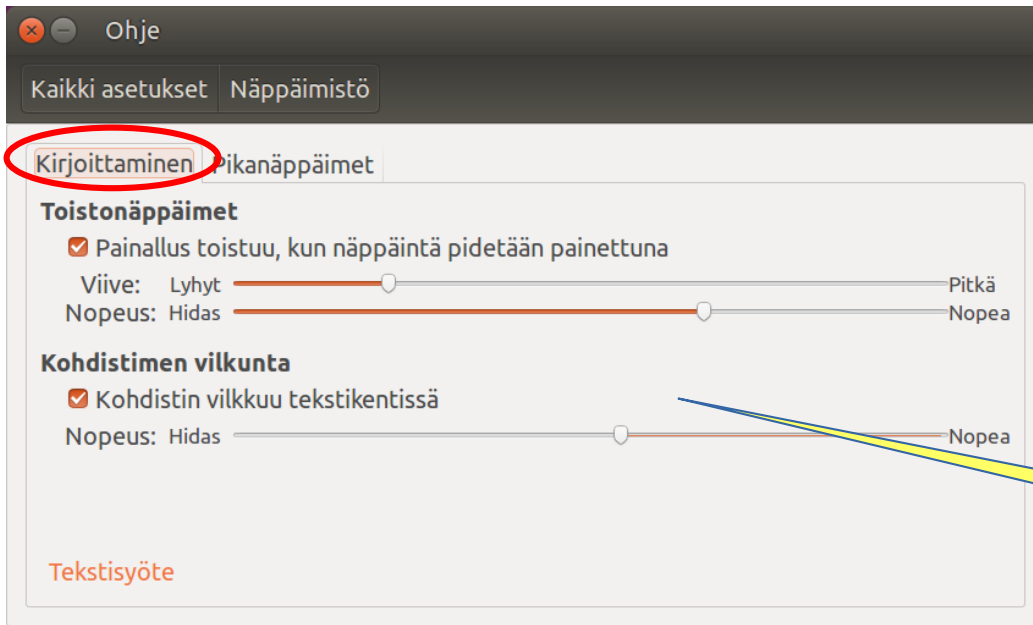 Ohje
Kaikki asetukset Näppäimistö
Kirjoittaminen Pikanäppäimet
Toistonäppäimet
Painallus toistuu, kun näppäintä pidetään painettuna
Viive: Lyhyt Pitkä
Nopeus: Hidas Nopea
Kohdistimen vilkunta
Kohdistin vilkkuu tekstikentissä
Nopeus: Hidas Nopea
Tekstisyöte